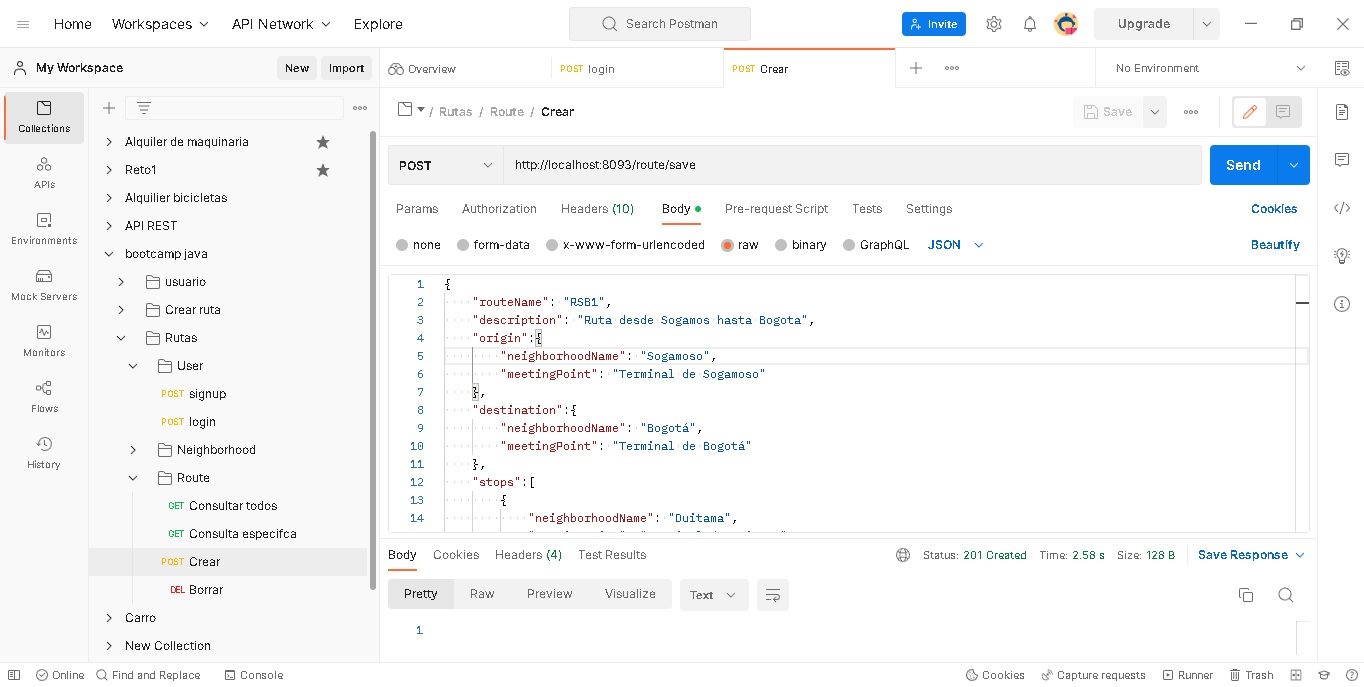 Home Workspaces API Network Explore Search Postman Invite Upgrade
My Workspace New Import Overview POST login POST Crear No Environment
Collections
APIs
Environments
Mock Servers
Monitors
Flows
History
Alquiler de maquinaria
Reto1
Alquilier bicicletas
API REST
bootcamp java
usuario
Crear ruta
Rutas
User
POST signup
POST login
Neighborhood
Route
GET Consultar todos
GET Consulta especifca
POST Crear
DEL Borrar
Carro
New Collection
/ Rutas / Route / Crear Save
POST http://localhost:8093/route/save Send
Params Authorization Headers (10) Body Pre-request Script Tests Settings Cookies
none form-data x-www-form-urlencoded raw binary GraphQL JSON Beautify
1 {
2 "routeName": "RSB1",
3 "description": "Ruta desde Sogamos hasta Bogota",
4 "origin":{
5 "neighborhoodName": "Sogamoso",
6 "meetingPoint": "Terminal de Sogamoso"
7 },
8 "destination":{
9 "neighborhoodName": "Bogotá",
10 "meetingPoint": "Terminal de Bogotá"
11 },
12 "stops":[
13 {
14 "neighborhoodName": "Duitama",
Body Cookies Headers (4) Test Results Status: 201 Created Time: 2.58 s Size: 128 B Save Response
Pretty Raw Preview Visualize Text
1
Online Find and Replace Console Cookies Capture requests Runner Trash